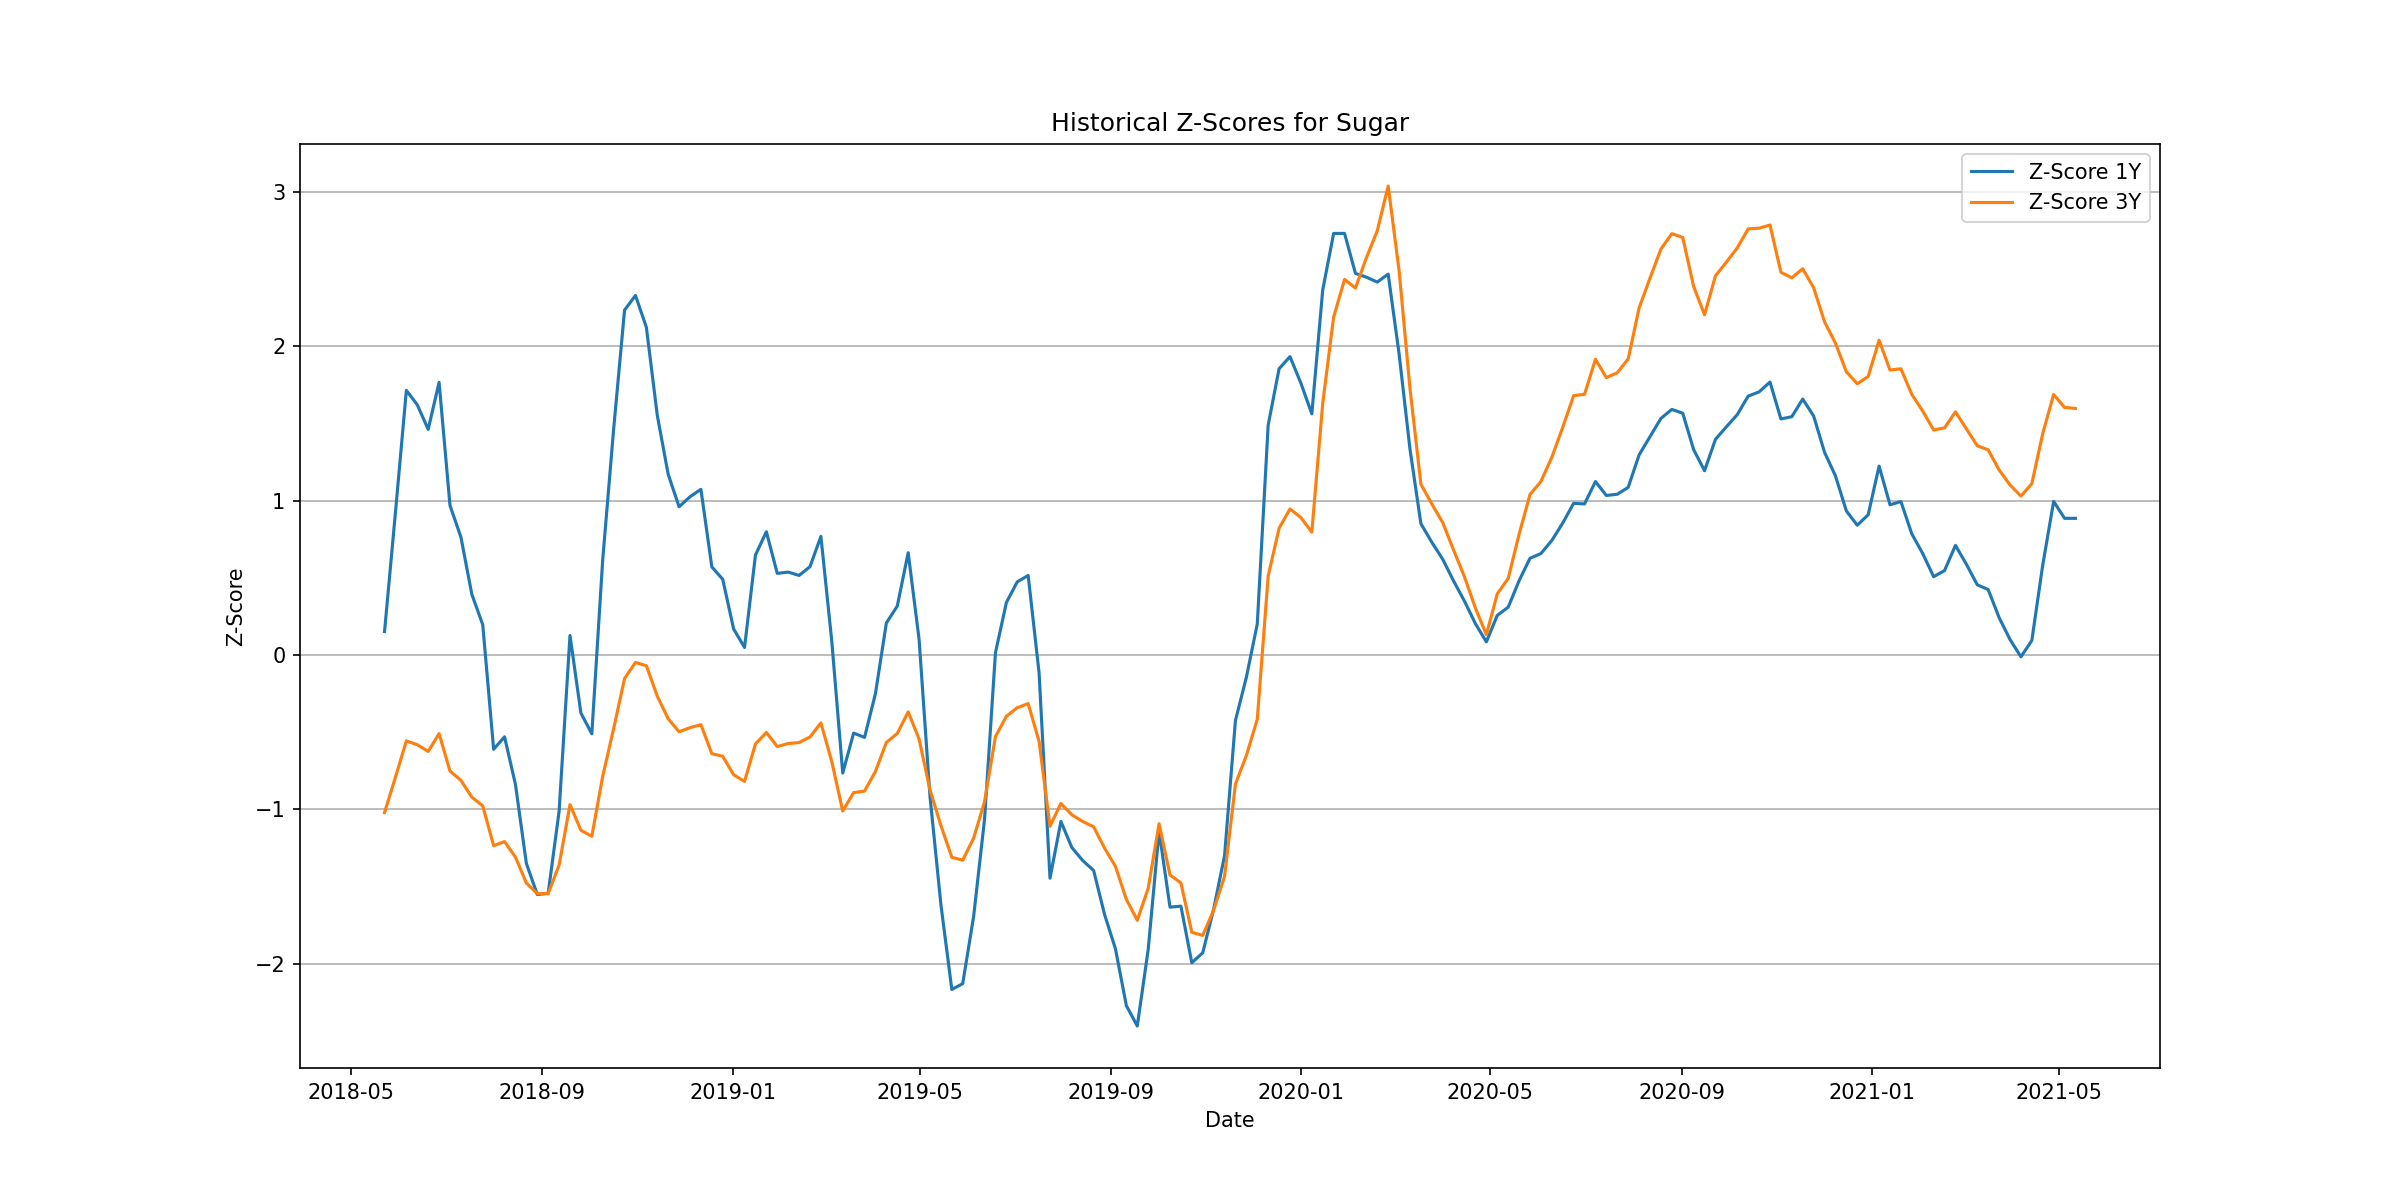 Historical Z-Scores for Sugar
Z-Score 1Y
Z-Score 3Y
3
2
1
0
−1
−2
Z-Score
2018-05 2018-09 2019-01 2019-05 2019-09 2020-01 2020-05 2020-09 2021-01 2021-05
Date